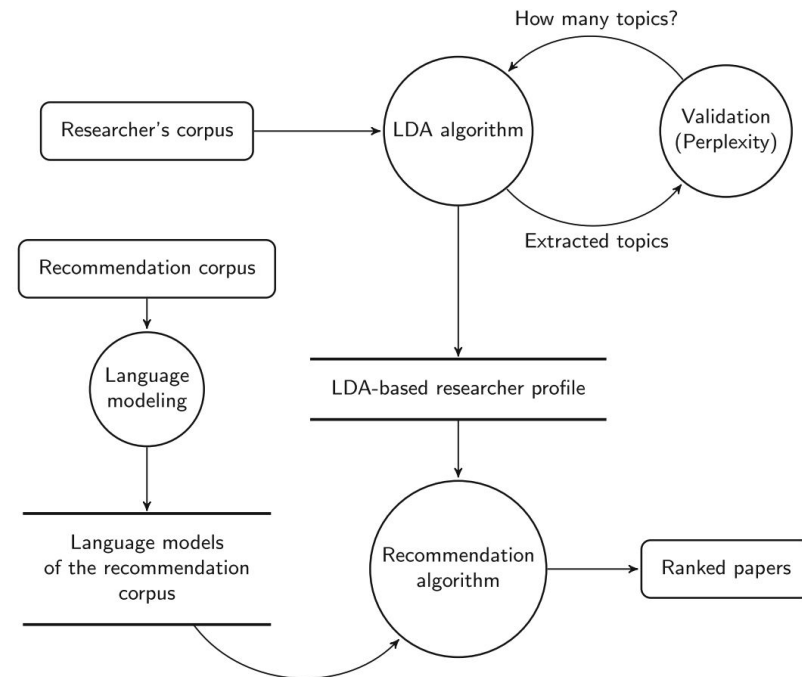 How many topics?
Researcher's corpus
LDA algorithm
Validation
(Perplexity)
Extracted topics
Recommendation corpus
Language
modeling
LDA-based researcher profile
Language models
of the recommendation
corpus
Recommendation
algorithm
Ranked papers